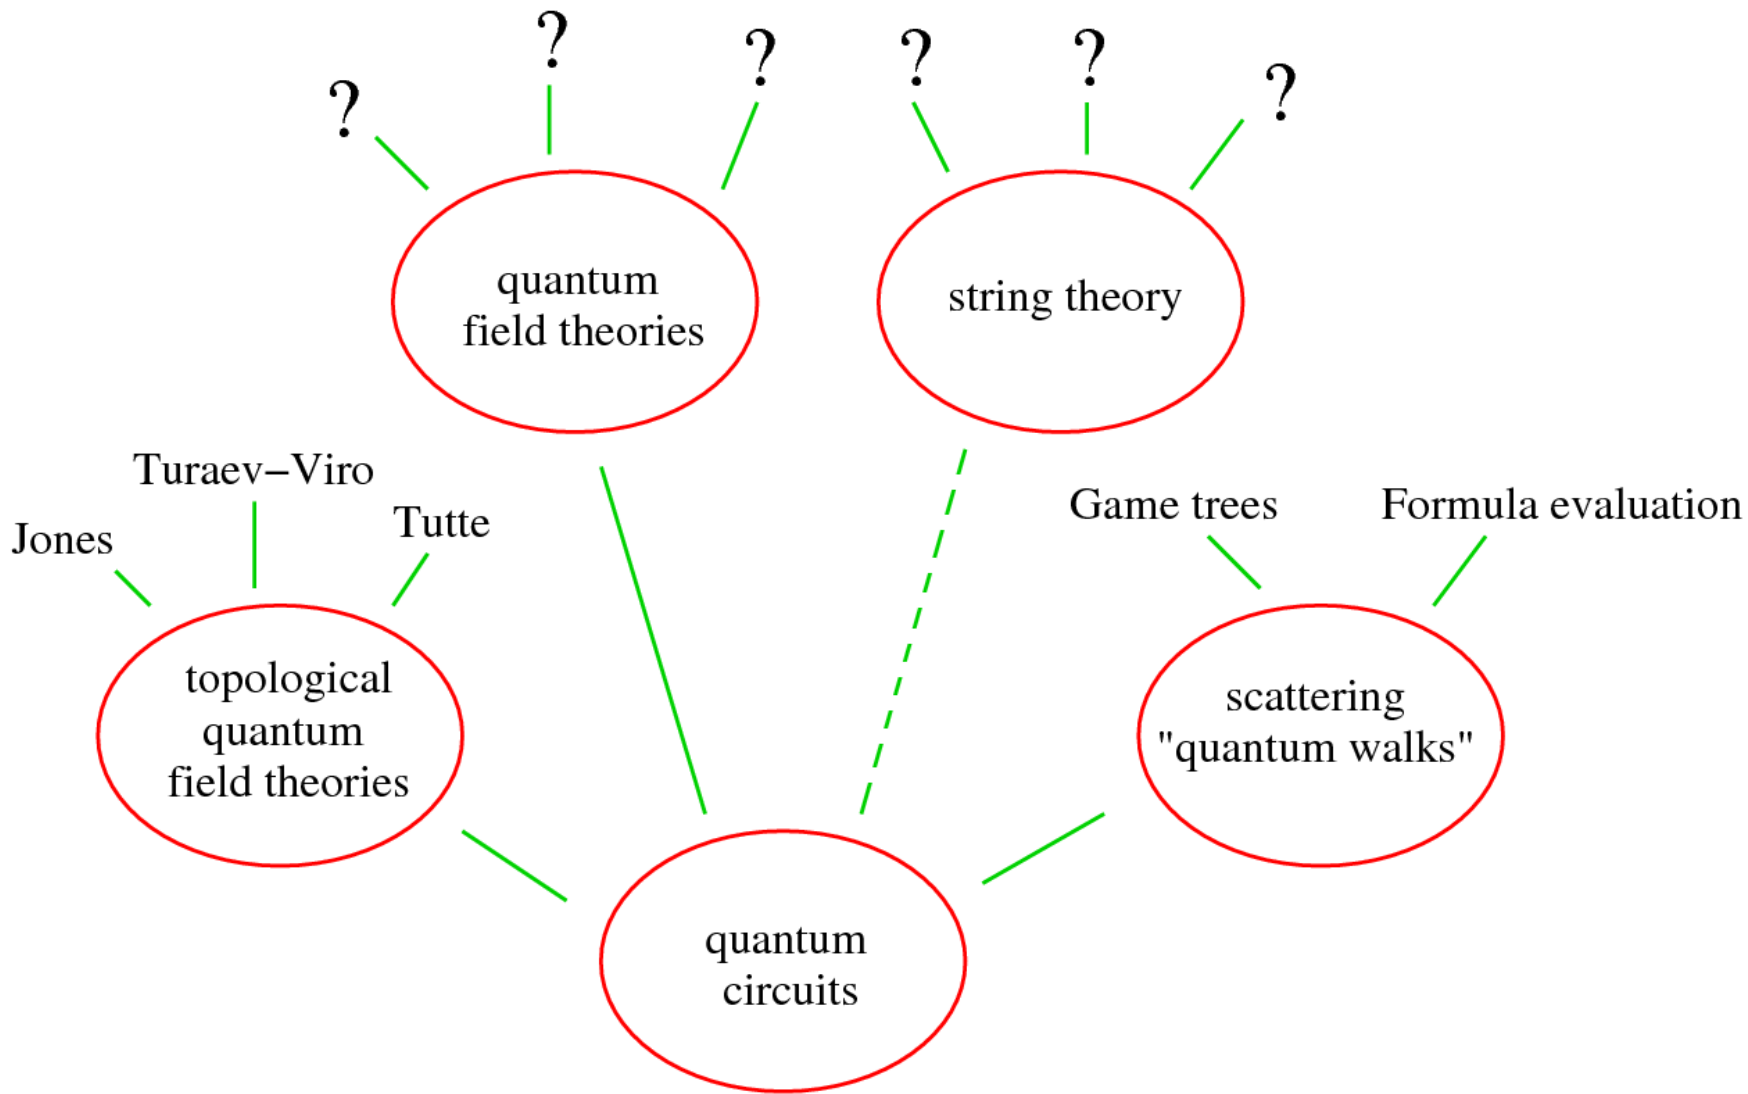 ? ? ? ? ? ?
quantum
field theories
string theory
Turaev−Viro
Jones
Tutte
Game trees
Formula evaluation
topological
quantum
field theories
scattering
"quantum walks"
quantum
circuits